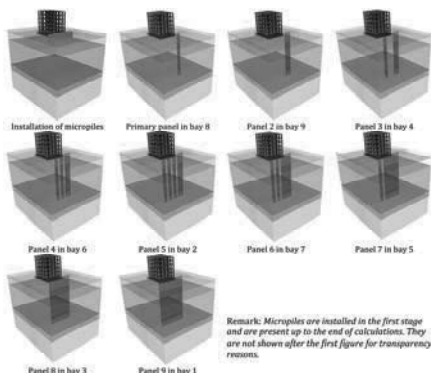 Installation of micropiles
Primary panel in bay 8
Panel 2 in bay 9
Panel 3 in bay 4
Panel 4 in bay 6
Panel 5 in bay 2
Panel 6 in bay 7
Panel 7 in bay 5
Panel 8 in bay 3
Panel 9 in bay 1
Remark: Micropiles are installed in the first stage
and are present up to the end of calculations. They
are not shown after the first figure for transparency
reasons.